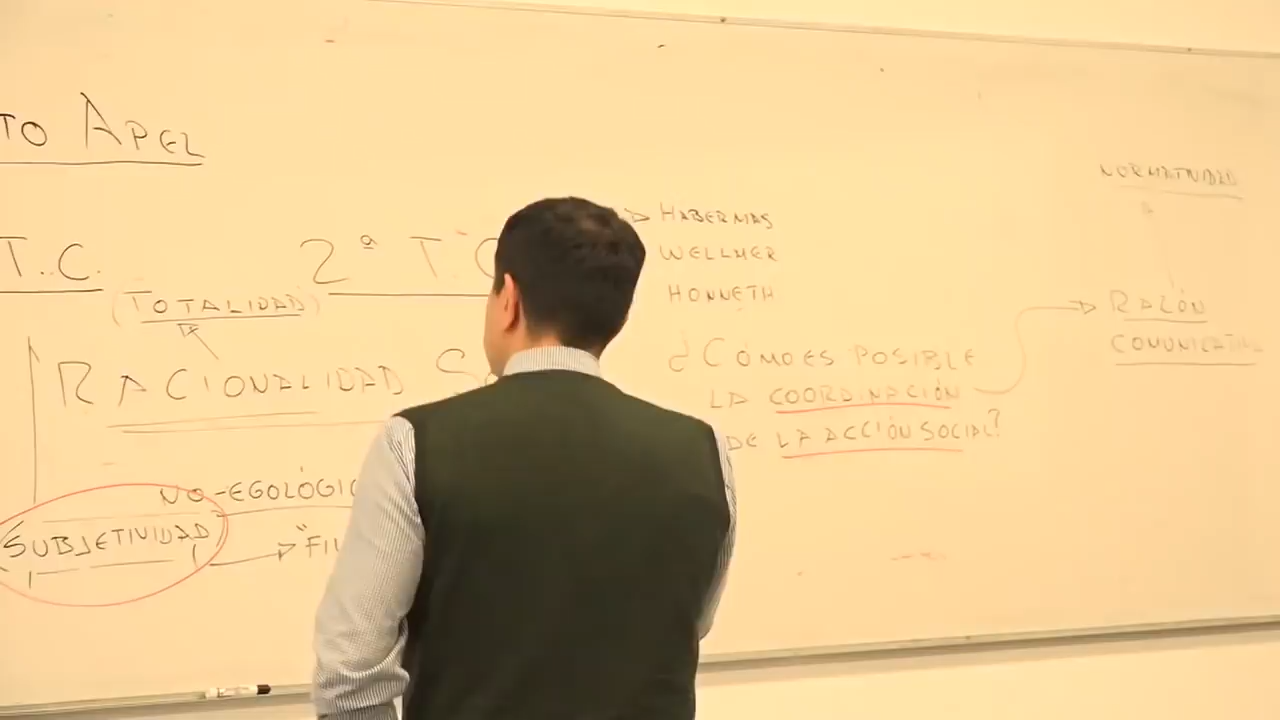 TO APEL
T.C.
(TOTALIDAD)
RACIONALIDAD
NO-EGOLÓGIC
SUBJETIVIDAD
"FIL
2ª T.C
HABERMAS
WELLMER
HONNETH
¿CÓMO ES POSIBLE
LA COORDINACIÓN
DE LA ACCIÓN SOCIAL?
NORMATIVIDAD
RAZÓN
COMUNICATIVA